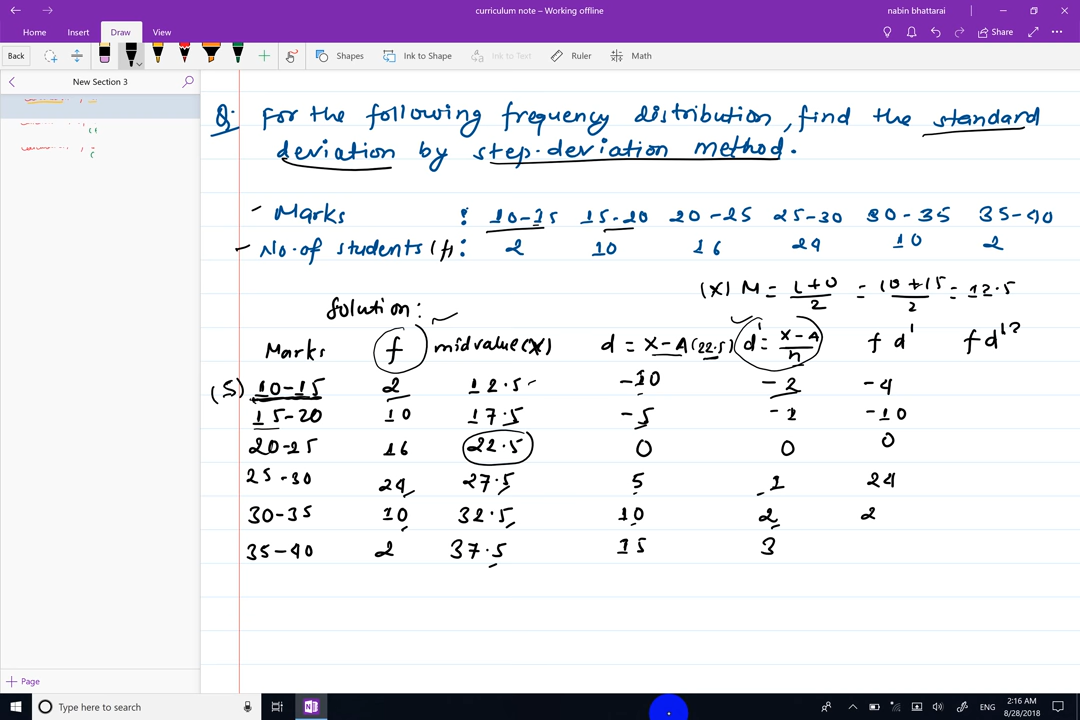 curriculum note – Working offline
nabin bhattarai
Home Insert Draw View
Share
Back
Shapes
Ink to Shape
Ink to Text
Ruler
Math
New Section 3
Q: For the following frequency distribution, find the standard
deviation by step-deviation method.
Marks : 10-15 15-20 20-25 25-30 30-35 35-40
No. of students (f): 2 10 16 24 10 2
(X) M = L+U/2 = 10+15/2 = 12.5
Solution:
Marks f midvalue(X) d = X-A(22.5) d' = X-A/h fd' fd'²
(5) 10-15 2 12.5 -10 -2 -4
15-20 10 17.5 -5 -1 -10
20-25 16 22.5 0 0 0
25-30 24 27.5 5 1 24
30-35 10 32.5 10 2 2
35-40 2 37.5 15 3
Page
Type here to search
ENG
2:16 AM
8/28/2018